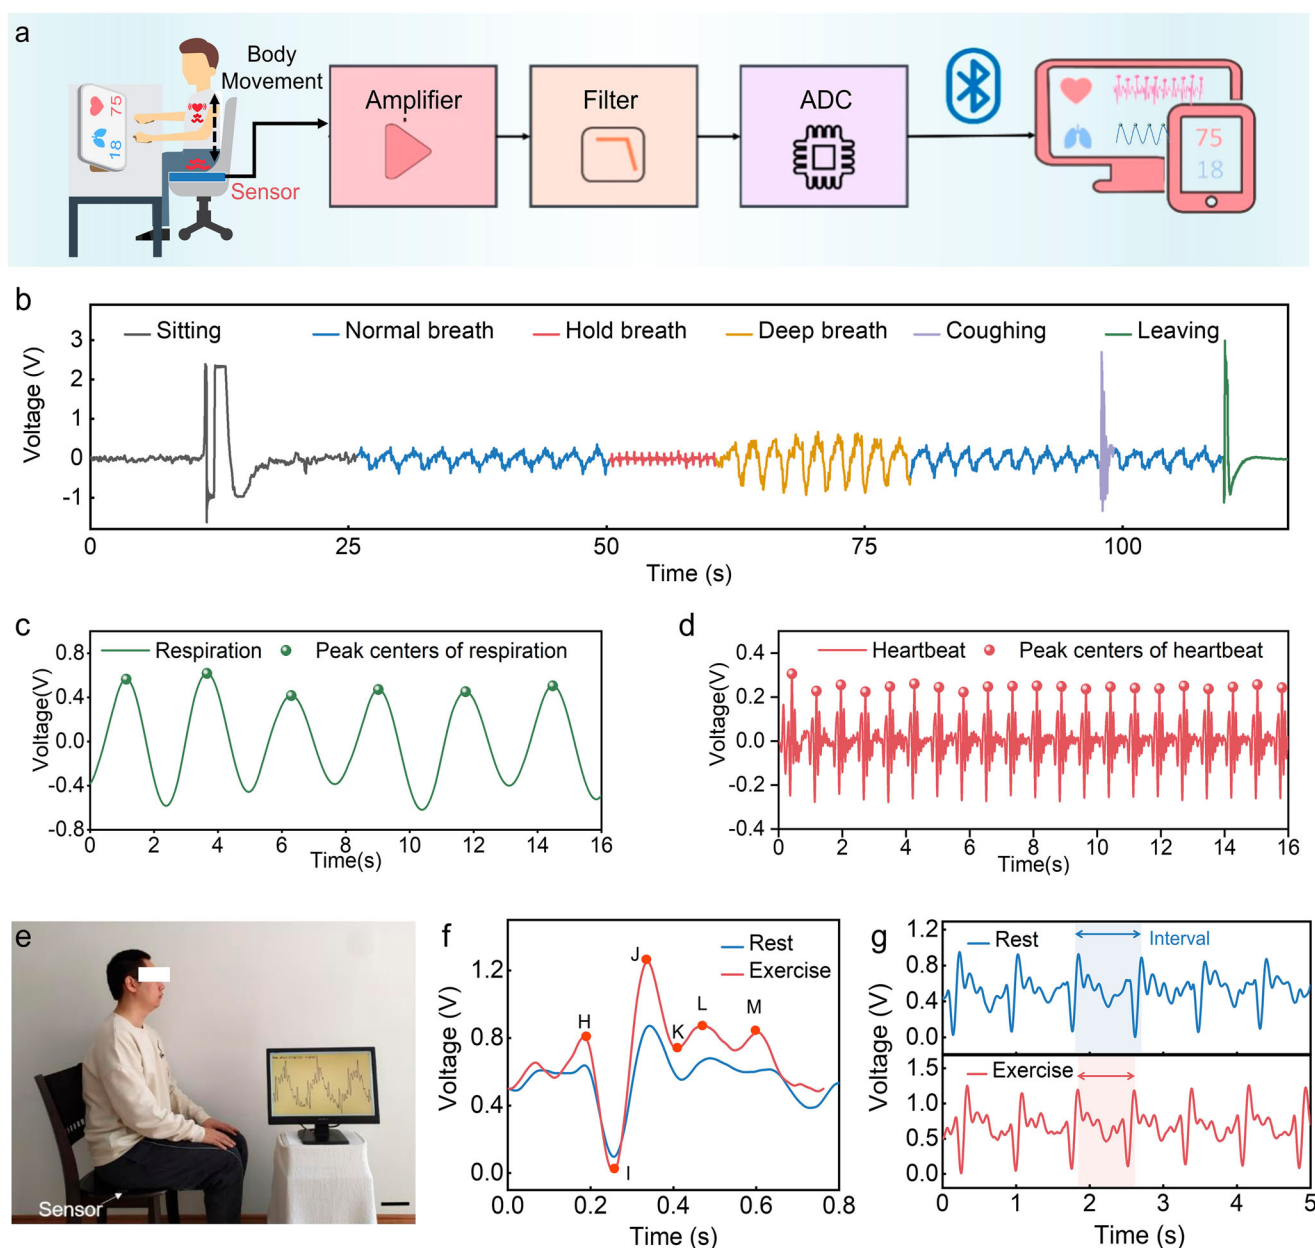 a
Body
Movement
75
18
Sensor
Amplifier
Filter
ADC
75
18
b
Sitting
Normal breath
Hold breath
Deep breath
Coughing
Leaving
Voltage (V)
3
2
1
0
-1
0
25
50
75
100
Time (s)
c
Respiration
Peak centers of respiration
Voltage(V)
0.8
0.4
0.0
-0.4
-0.8
0 2 4 6 8 10 12 14 16
Time(s)
d
Heartbeat
Peak centers of heartbeat
Voltage(V)
0.4
0.2
0.0
-0.2
-0.4
0 2 4 6 8 10 12 14 16
Time(s)
e
Sensor
f
Rest
Exercise
H
I
J
K
L
M
Voltage (V)
1.2
0.8
0.4
0.0
0.0 0.2 0.4 0.6 0.8
Time (s)
g
Rest
Interval
1.2
0.8
0.4
0.0
Voltage (V)
Exercise
1.5
1.0
0.5
0.0
0 1 2 3 4 5
Time (s)